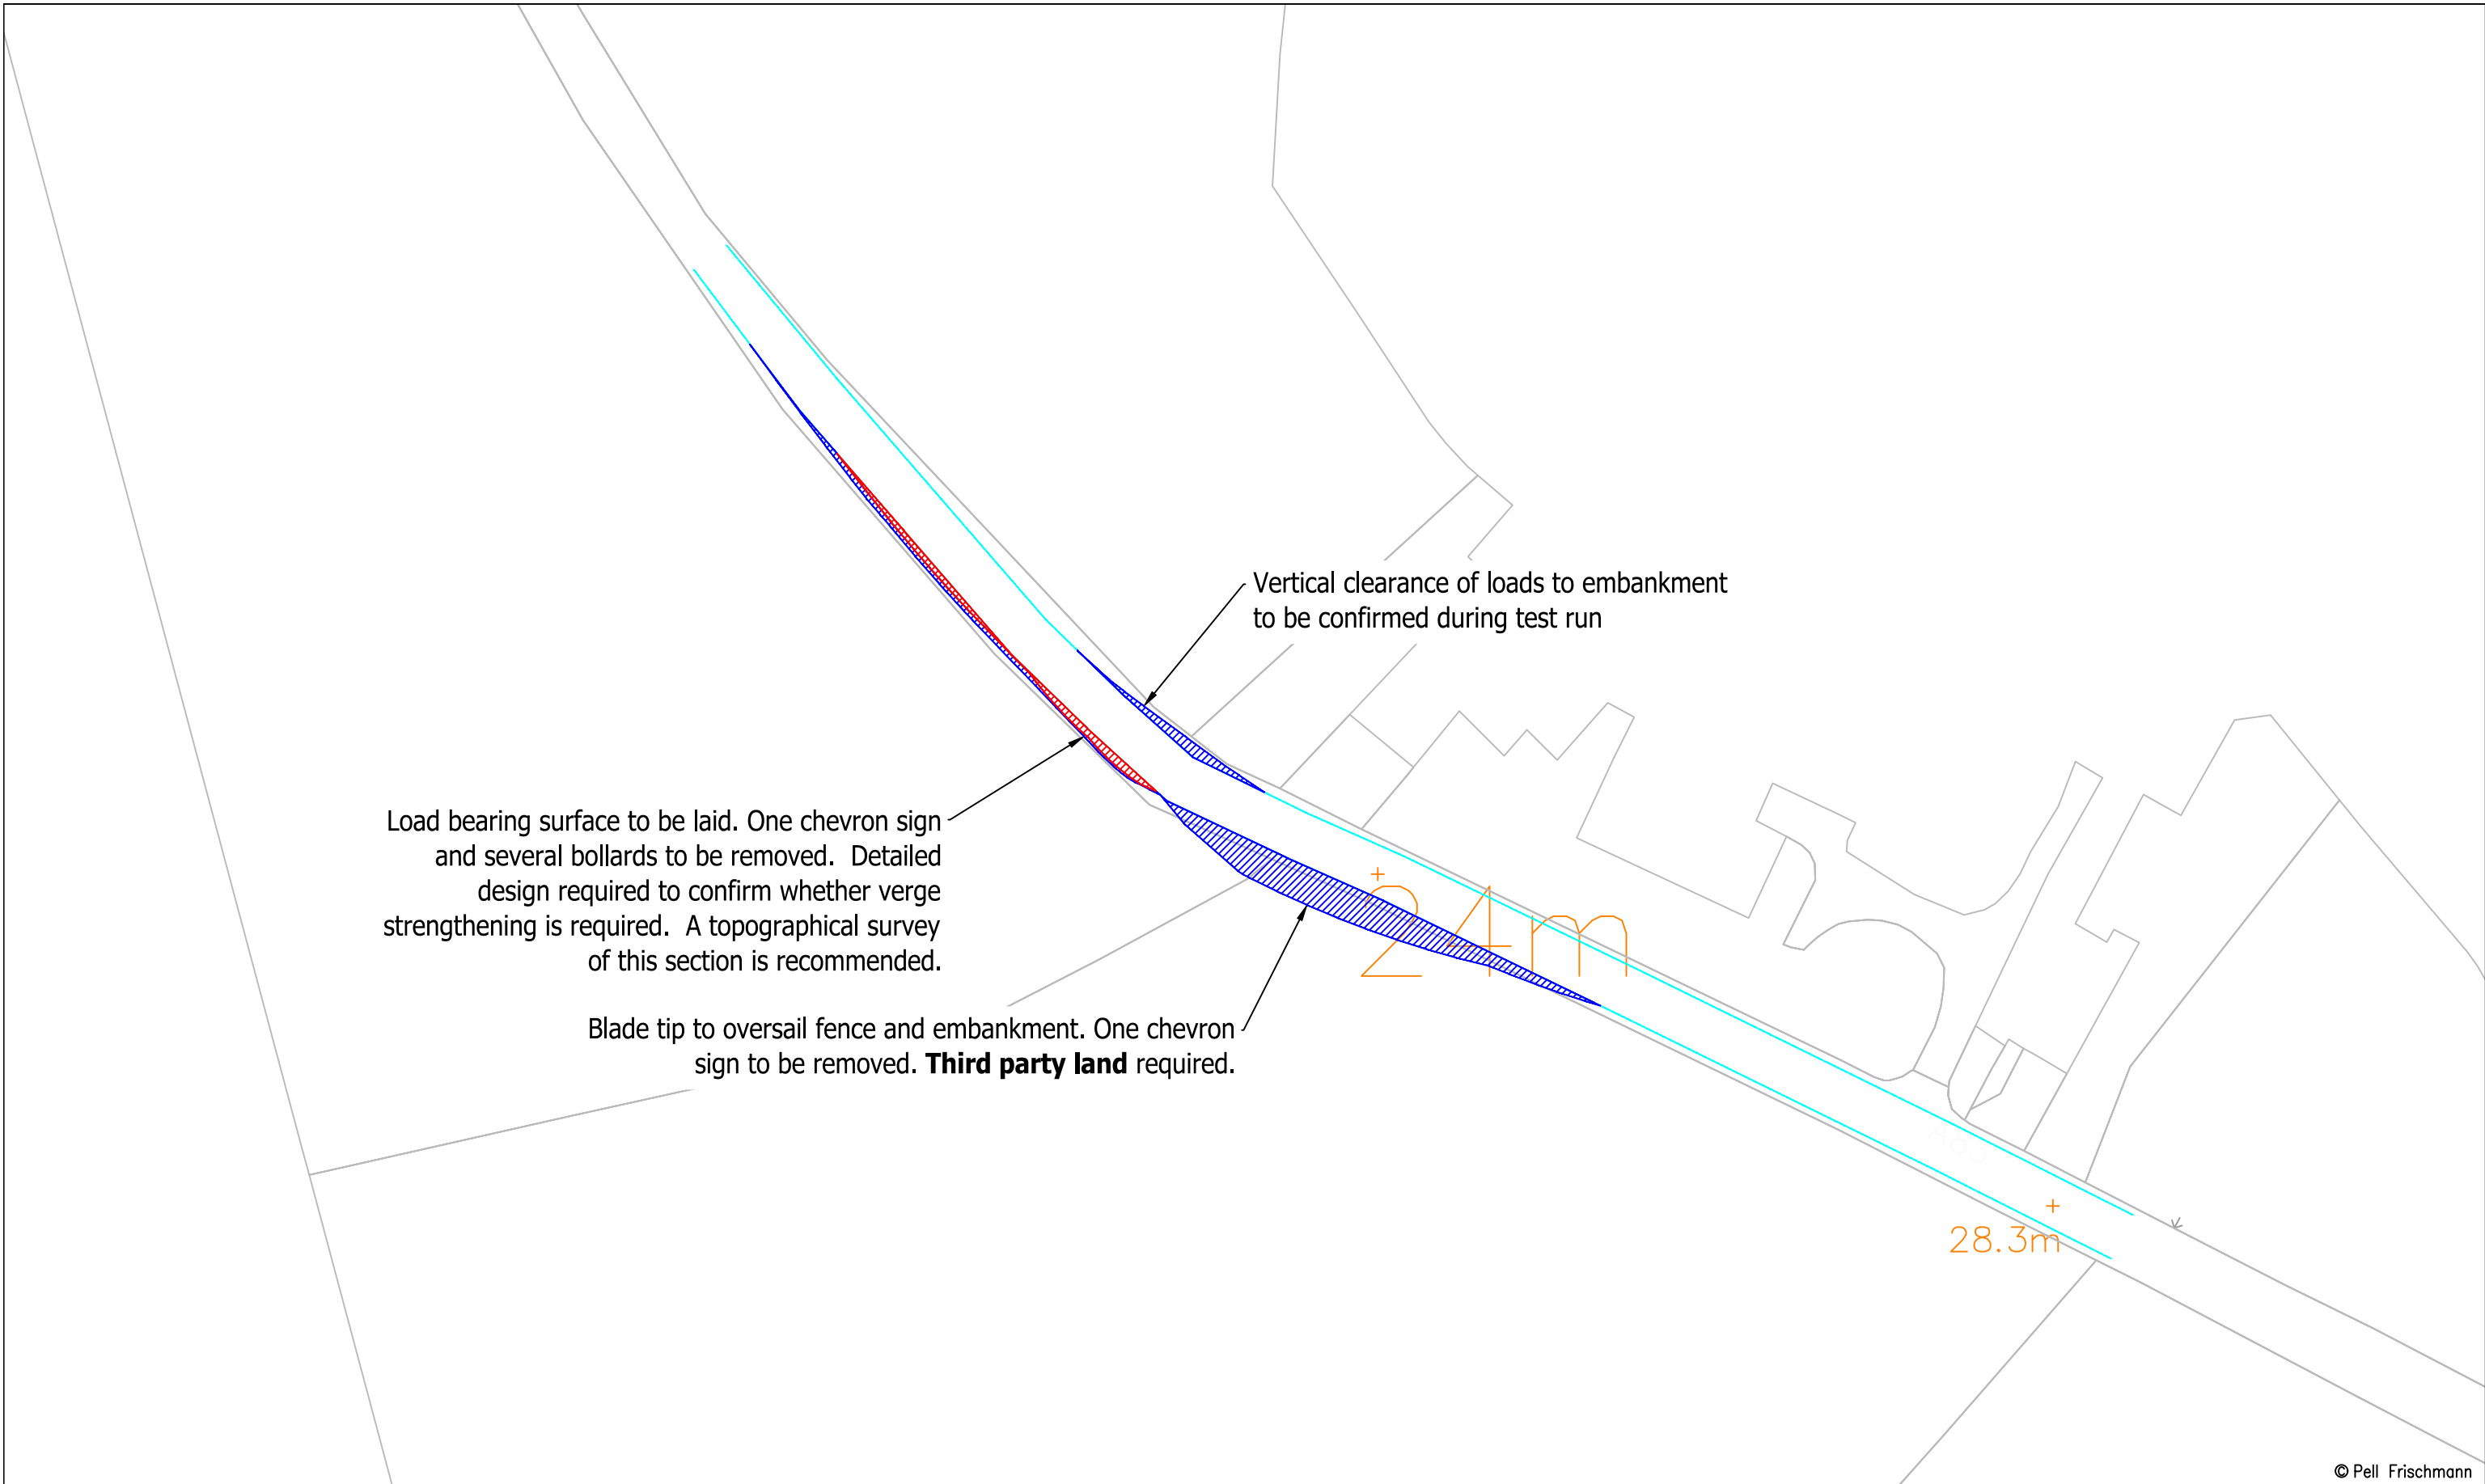 Vertical clearance of loads to embankment
to be confirmed during test run
Load bearing surface to be laid. One chevron sign
and several bollards to be removed. Detailed
design required to confirm whether verge
strengthening is required. A topographical survey
of this section is recommended.
24m
Blade tip to oversail fence and embankment. One chevron
sign to be removed. Third party land required.
28.3m
© Pell Frischmann